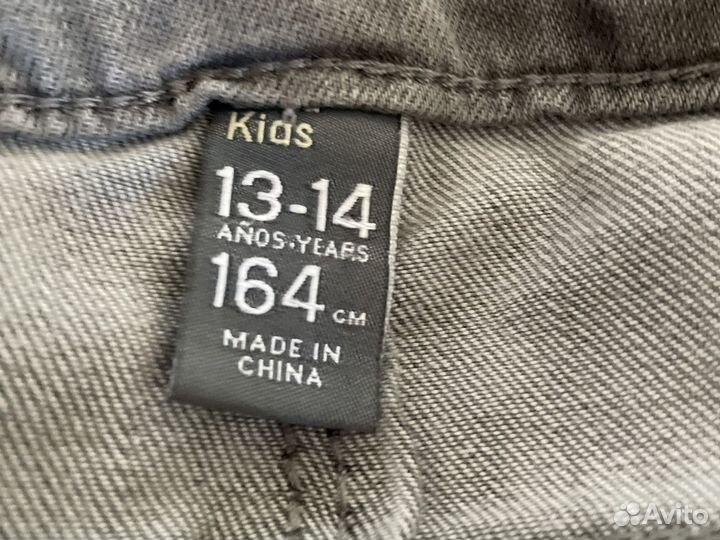 Kids
13-14
AÑOS·YEARS
164 CM
MADE IN
CHINA
Avito